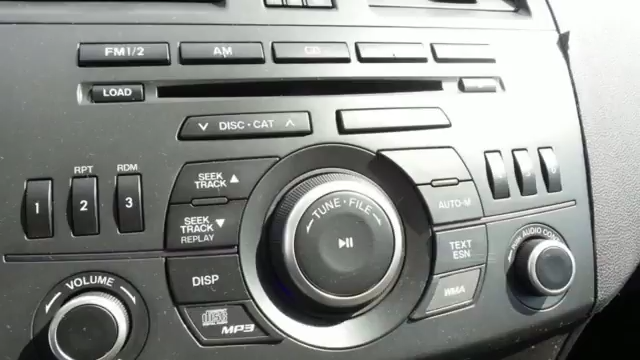 FM1/2 AM CD
LOAD
DISC·CAT
RPT RDM
1 2 3
SEEK
TRACK
SEEK
TRACK
REPLAY
TUNE·FILE
AUTO-M
TEXT
ESN
DISP
WMA
MP3
VOLUME
AUDIO